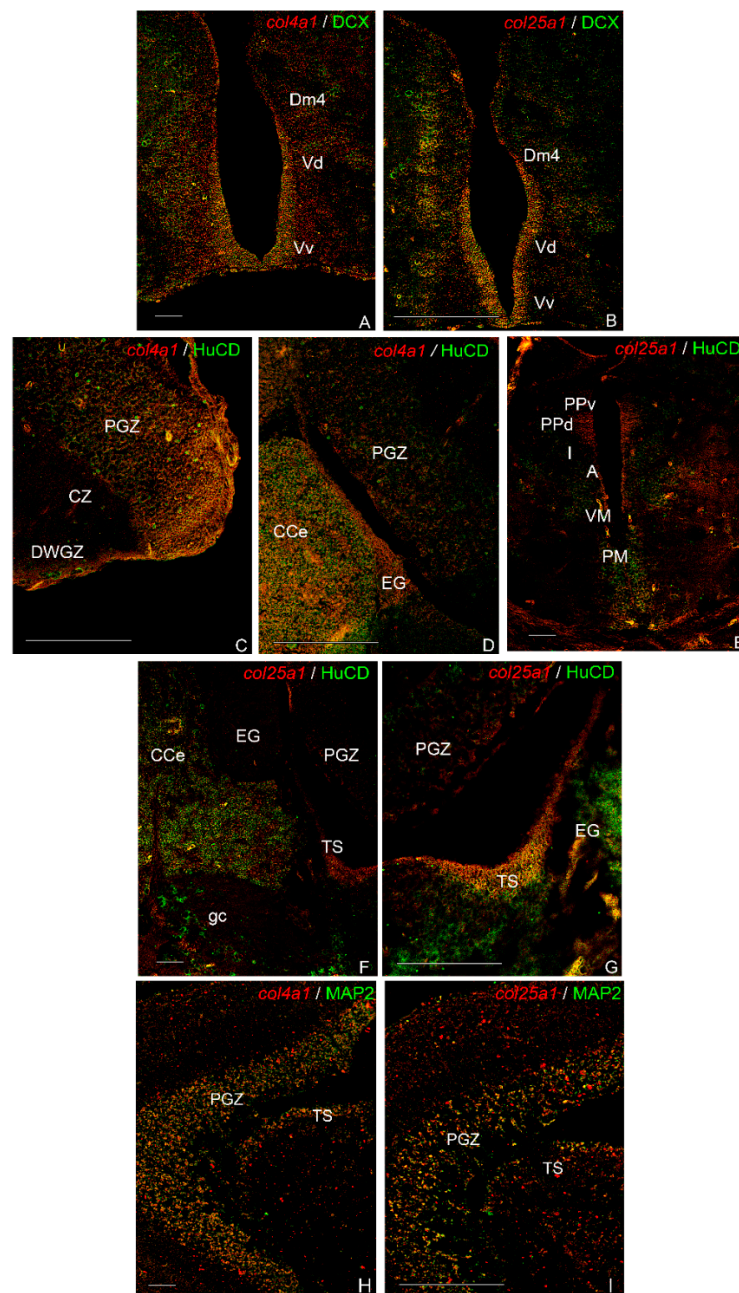 col4a1 / DCX
Dm4
Vd
Vv
A
col25a1 / DCX
Dm4
Vd
Vv
B
col4a1 / HuCD
PGZ
CZ
DWGZ
C
col4a1 / HuCD
PGZ
CCe
EG
D
col25a1 / HuCD
PPv
PPd
I
A
VM
PM
E
col25a1 / HuCD
EG
CCe
PGZ
TS
gc
F
col25a1 / HuCD
PGZ
EG
TS
G
col4a1 / MAP2
PGZ
TS
H
col25a1 / MAP2
PGZ
TS
I